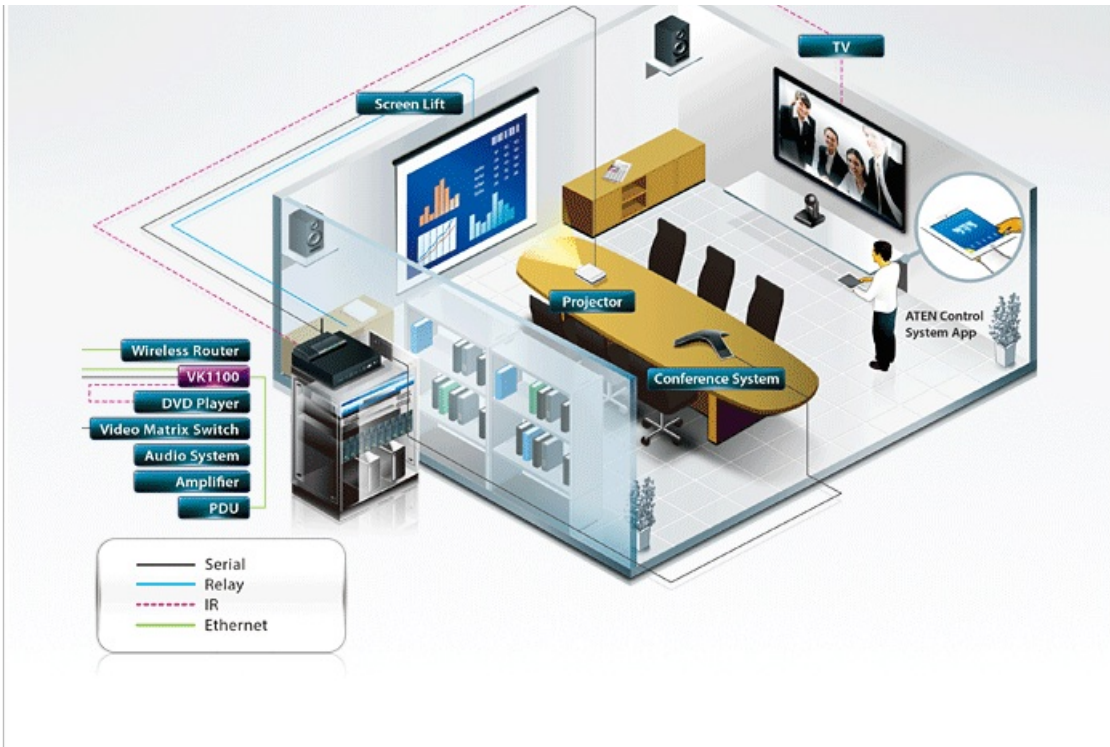 TV
Screen Lift
Projector
ATEN Control
System App
Conference System
Wireless Router
VK1100
DVD Player
Video Matrix Switch
Audio System
Amplifier
PDU
Serial
Relay
IR
Ethernet